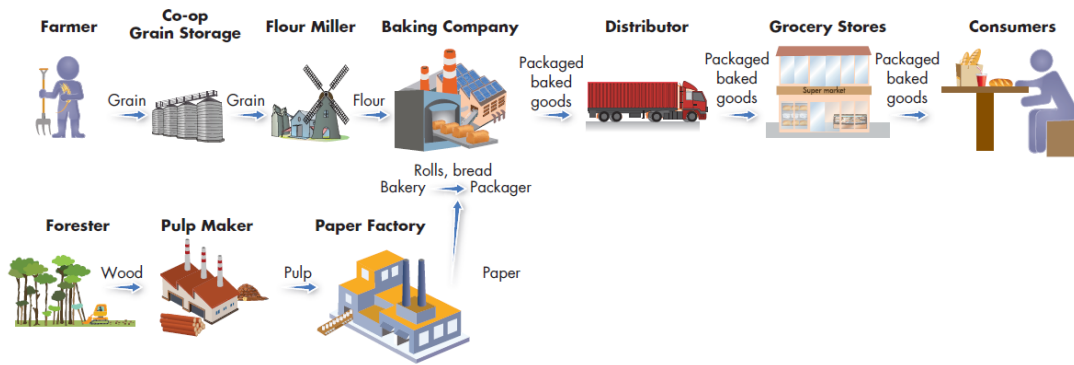 Farmer
Co-op
Grain Storage
Flour Miller
Baking Company
Distributor
Grocery Stores
Consumers
Grain
Grain
Flour
Packaged
baked
goods
Packaged
baked
goods
Super market
Packaged
baked
goods
Rolls, bread
Bakery
Packager
Forester
Pulp Maker
Paper Factory
Wood
Pulp
Paper